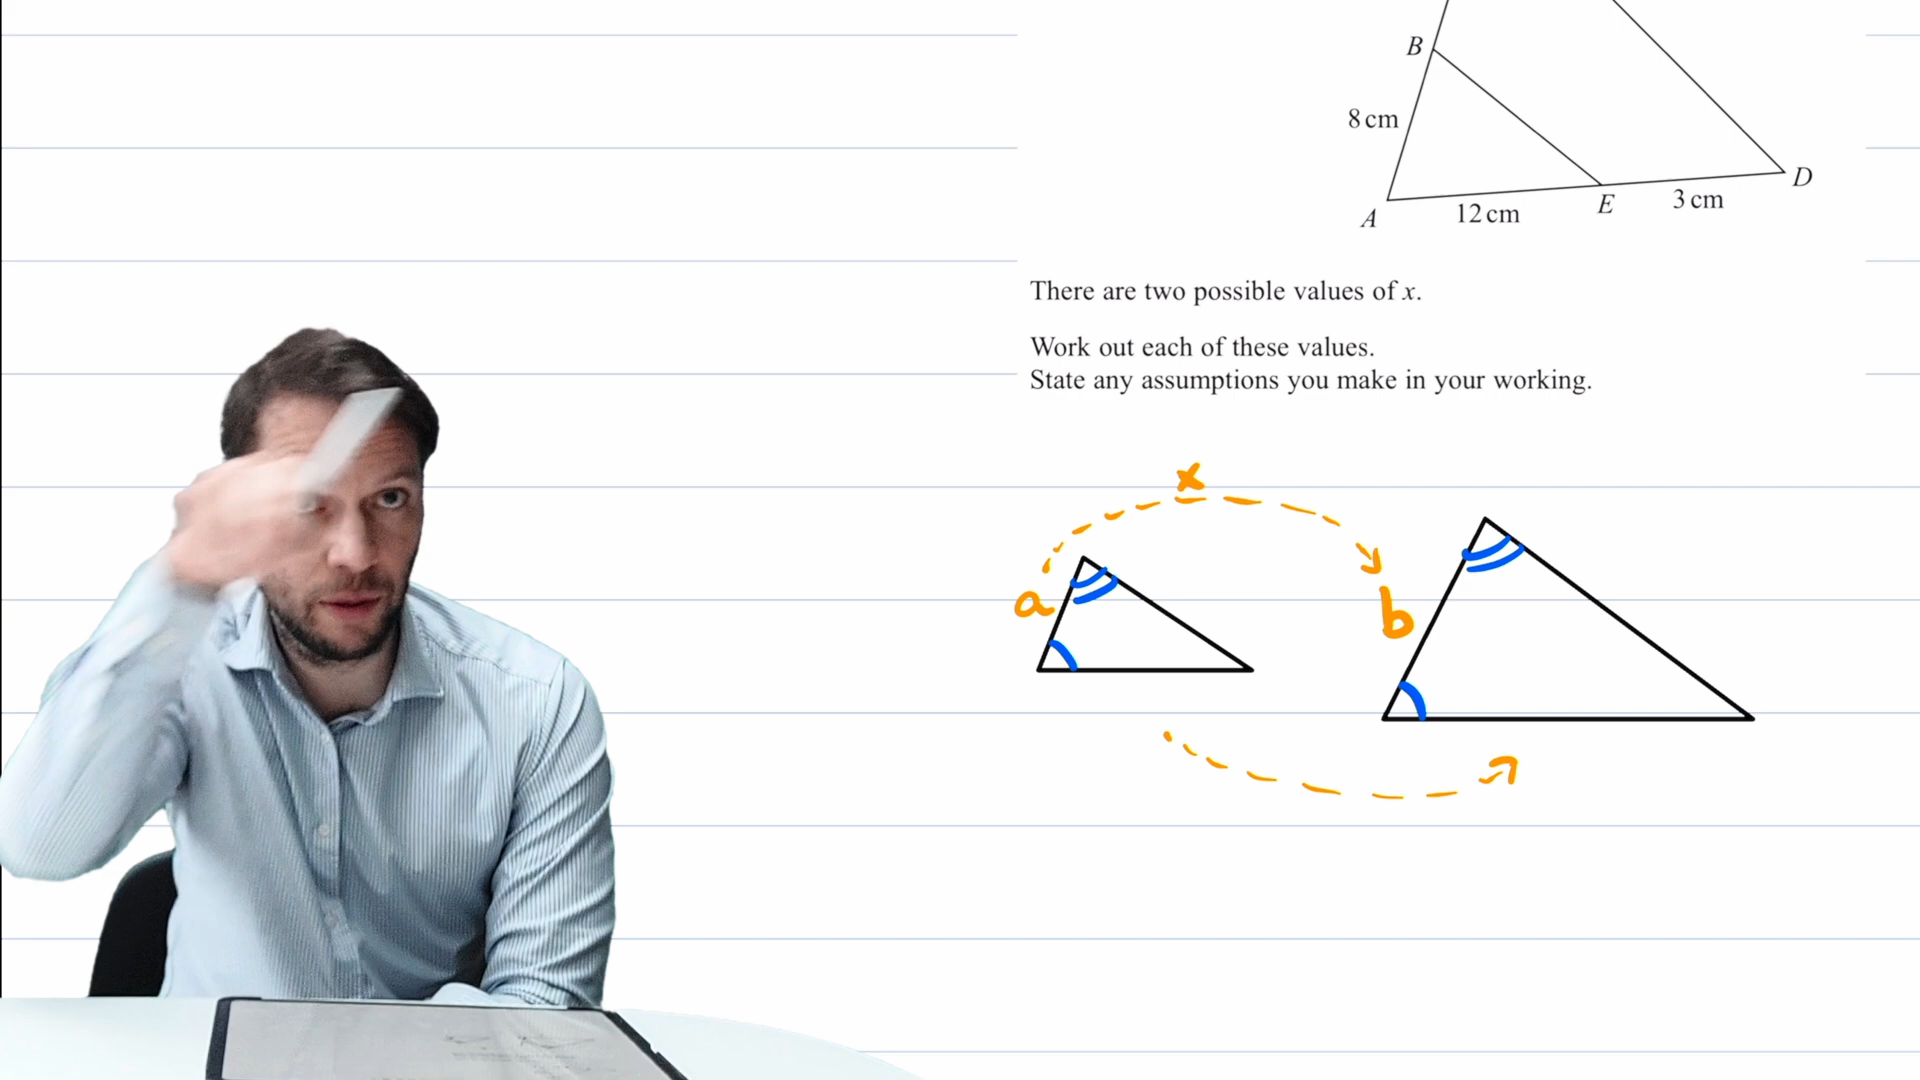 B
8 cm
D
3 cm
E
12 cm
A
There are two possible values of x.
Work out each of these values.
State any assumptions you make in your working.
x
a
b